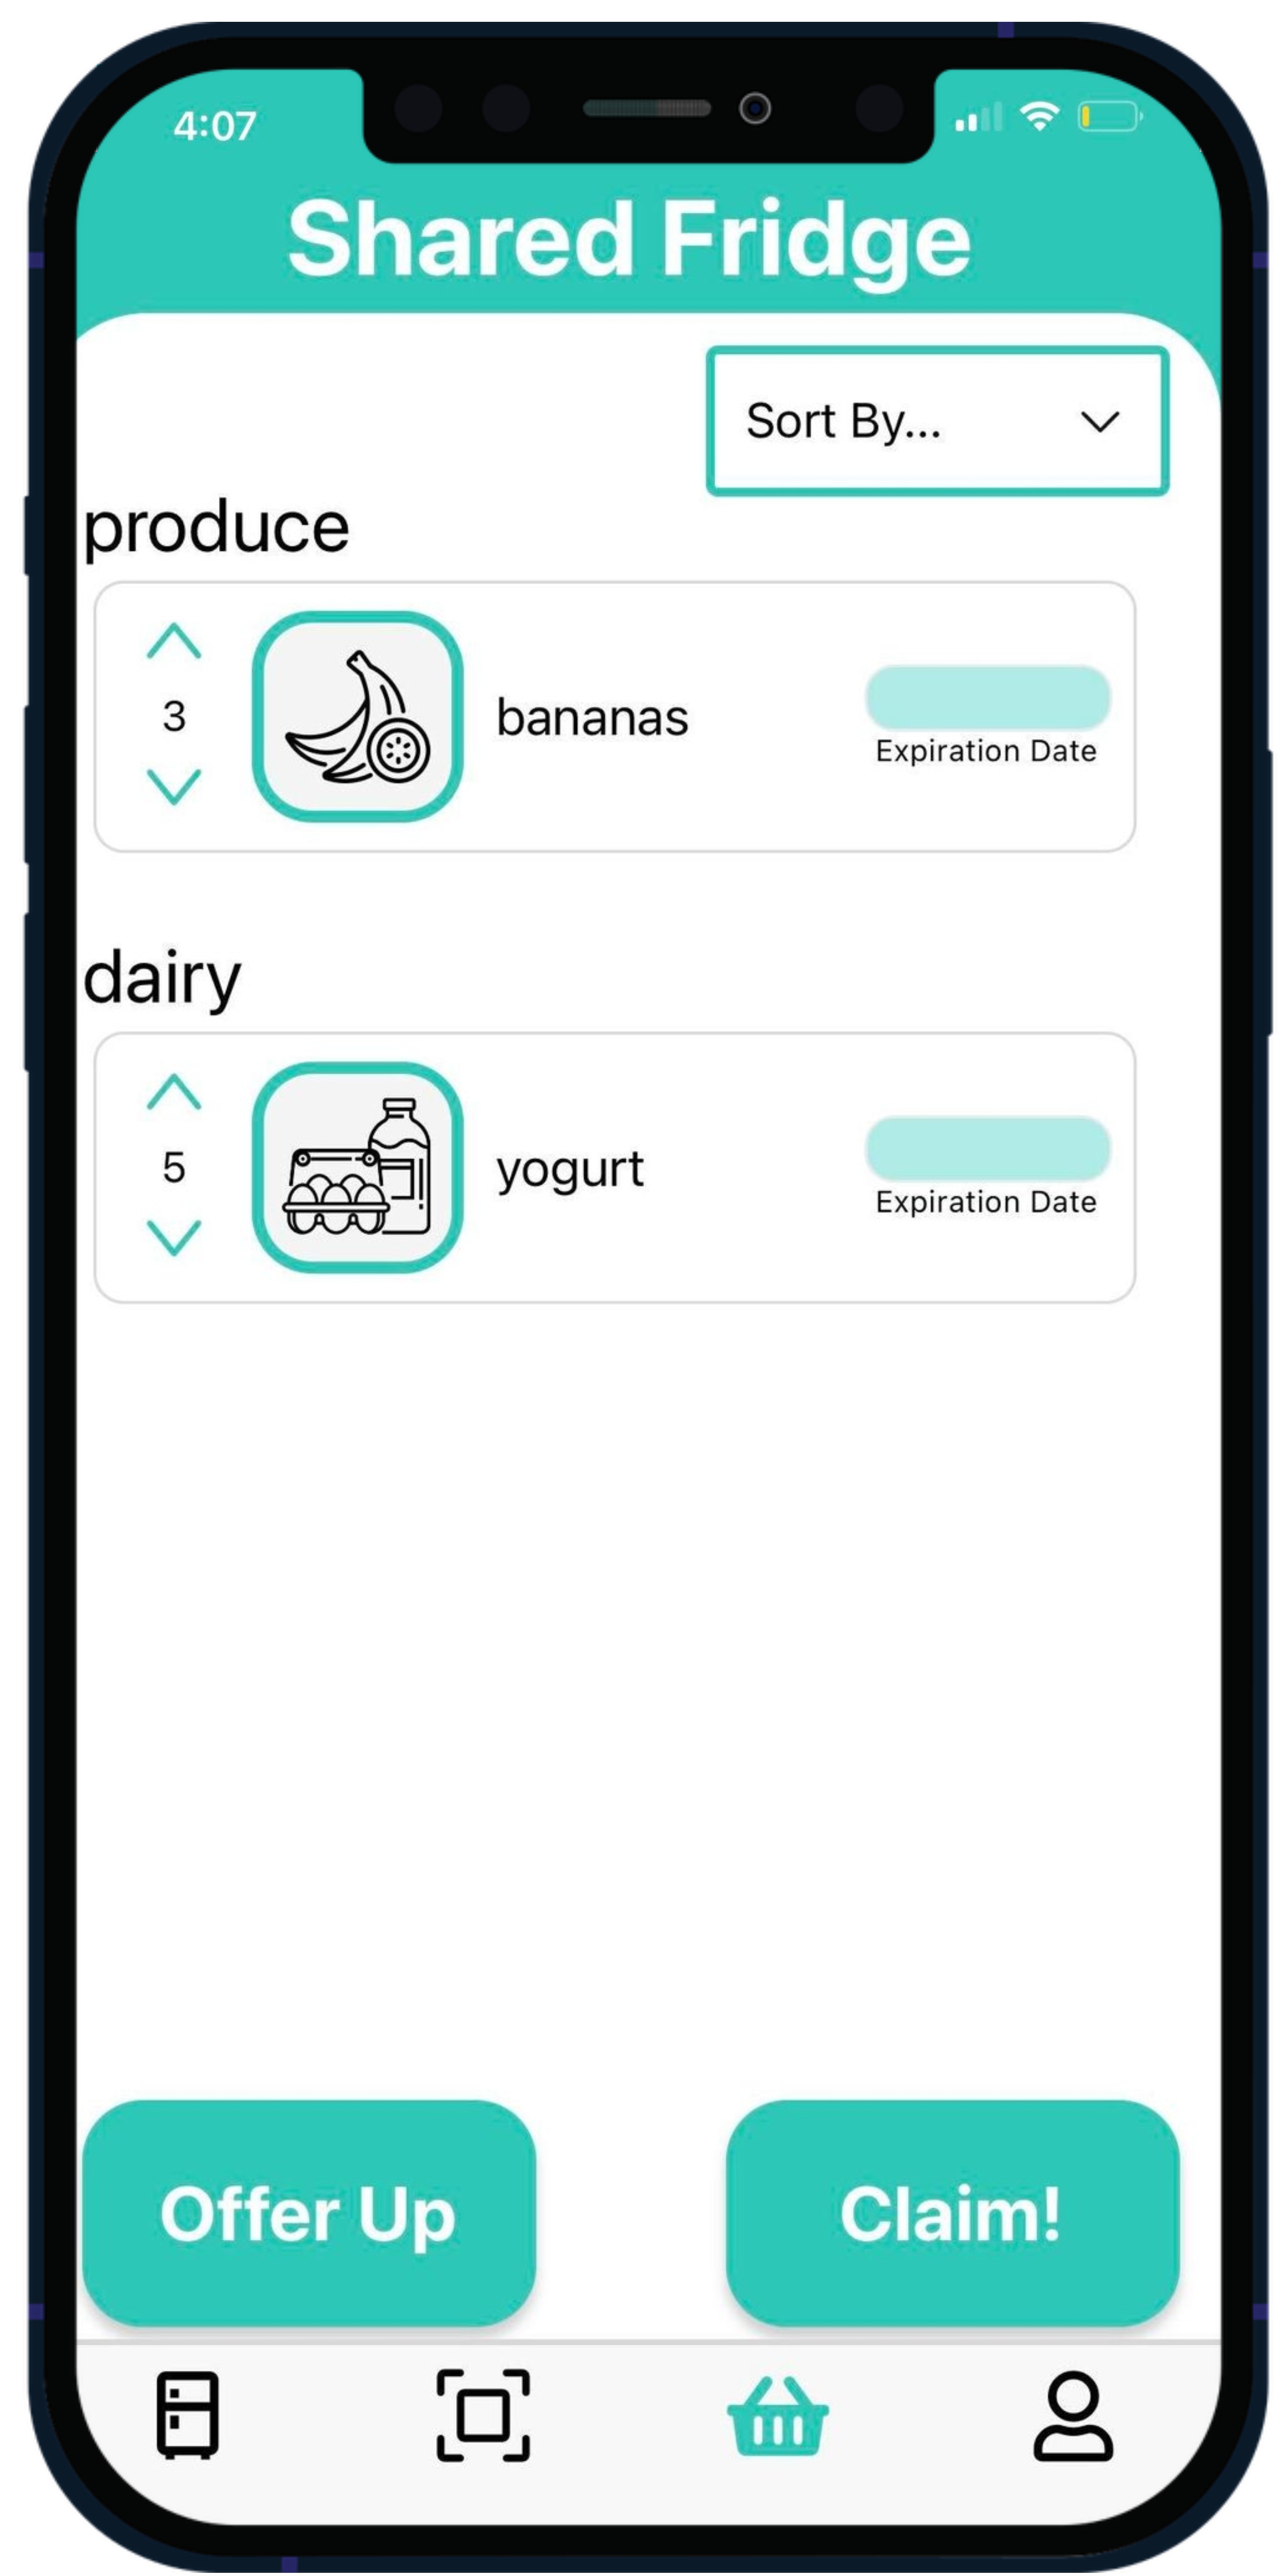 4:07
Shared Fridge
Sort By...
produce
3
bananas
Expiration Date
dairy
5
yogurt
Expiration Date
Offer Up
Claim!